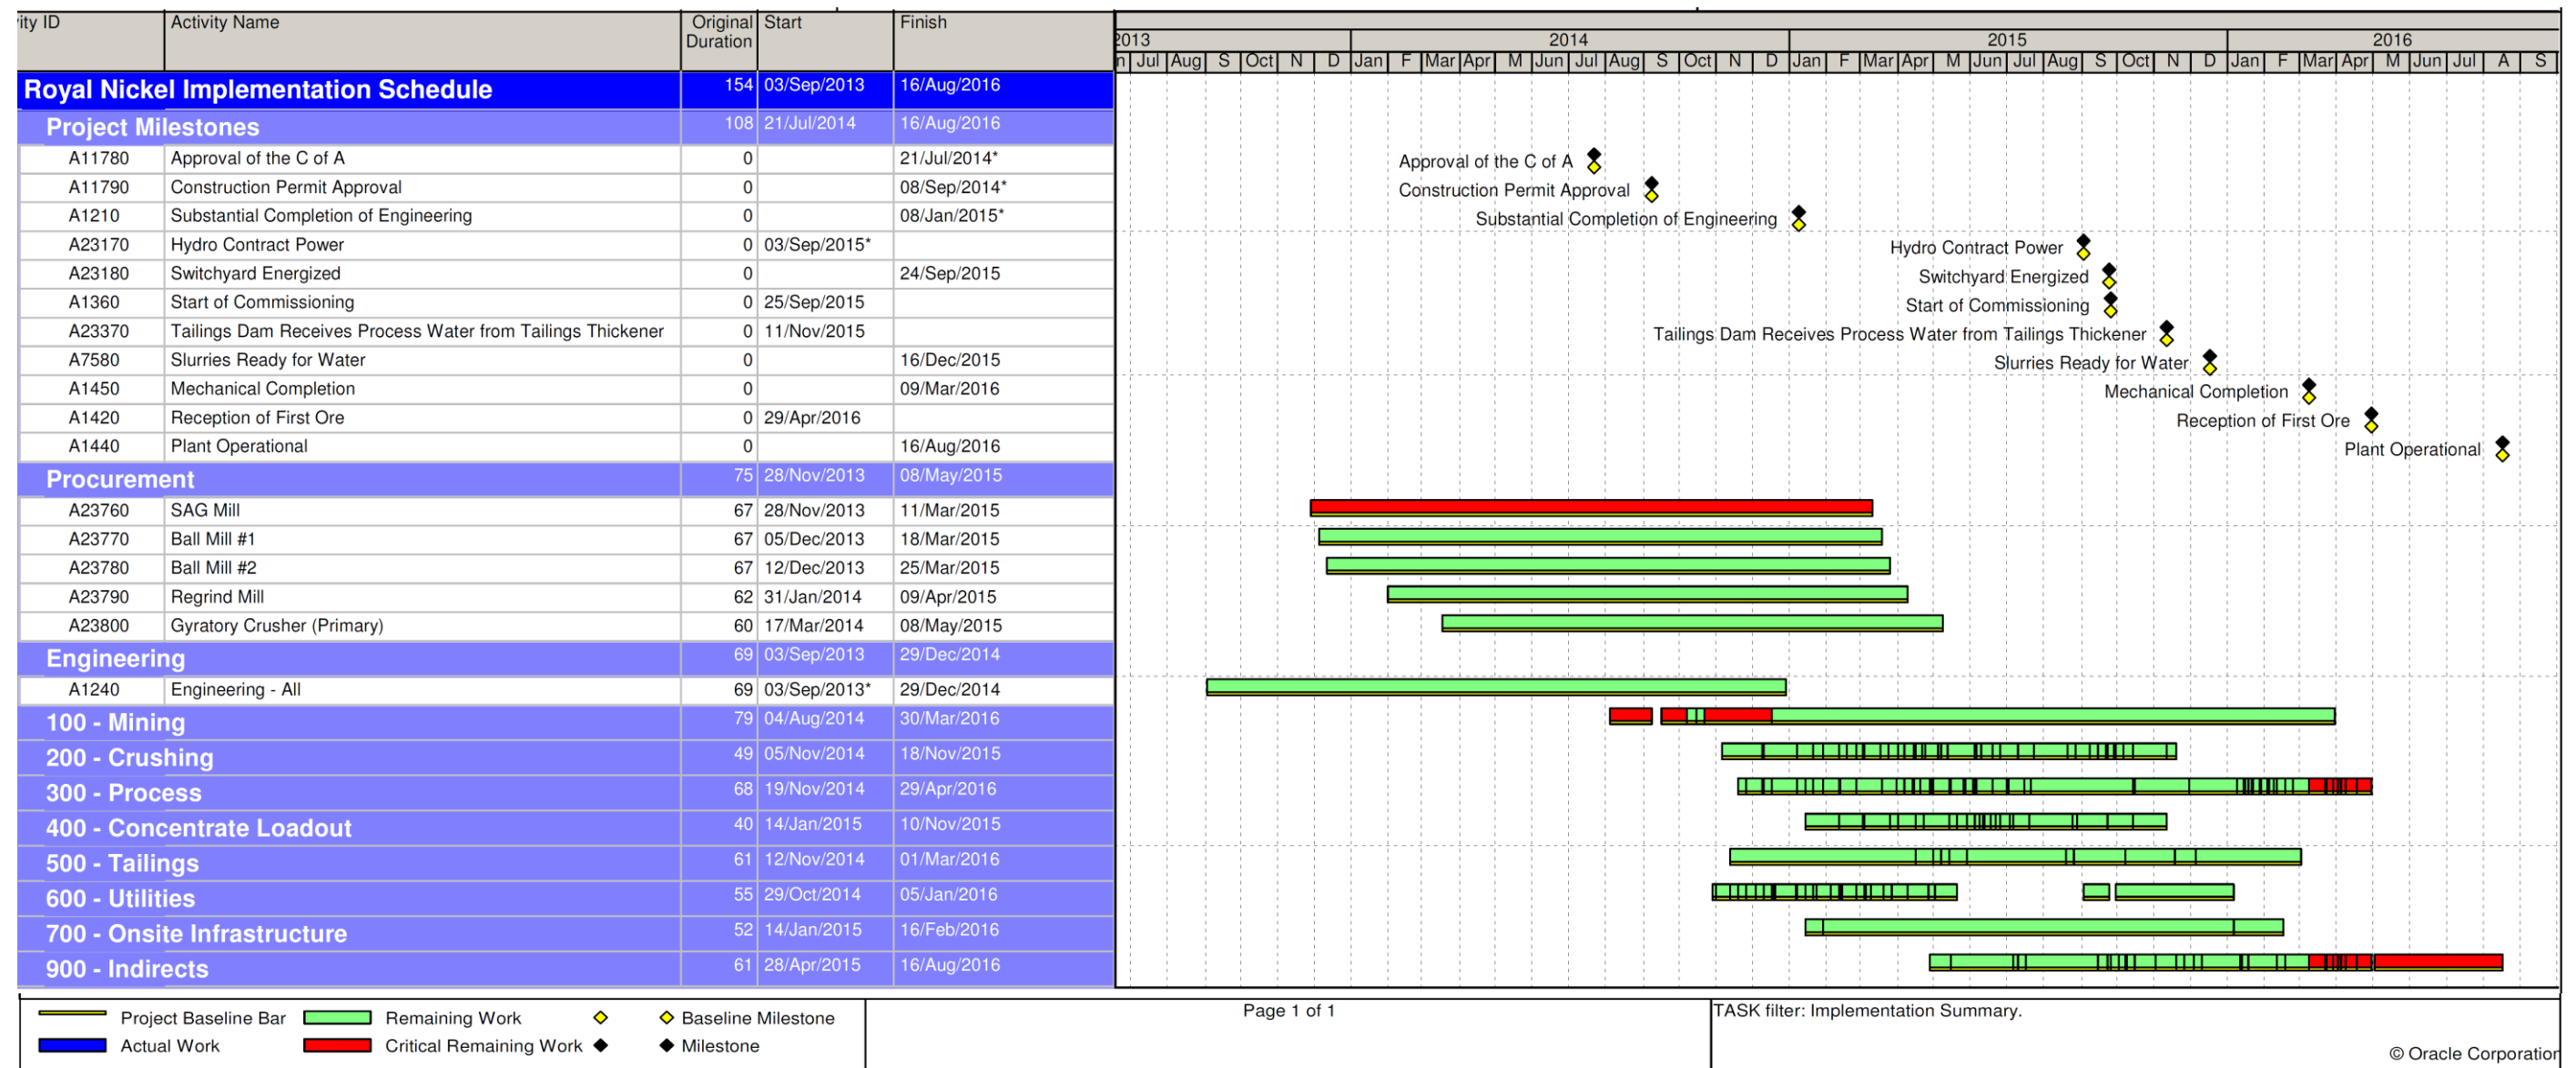 ity ID Activity Name Original Duration Start Finish
2013 2014 2015 2016
n Jul Aug S Oct N D Jan F Mar Apr M Jun Jul Aug S Oct N D Jan F Mar Apr M Jun Jul Aug S Oct N D Jan F Mar Apr M Jun Jul A S
Royal Nickel Implementation Schedule 154 03/Sep/2013 16/Aug/2016
Project Milestones 108 21/Jul/2014 16/Aug/2016
A11780 Approval of the C of A 0 21/Jul/2014* Approval of the C of A
A11790 Construction Permit Approval 0 08/Sep/2014* Construction Permit Approval
A1210 Substantial Completion of Engineering 0 08/Jan/2015* Substantial Completion of Engineering
A23170 Hydro Contract Power 0 03/Sep/2015* Hydro Contract Power
A23180 Switchyard Energized 0 24/Sep/2015 Switchyard Energized
A1360 Start of Commissioning 0 25/Sep/2015 Start of Commissioning
A23370 Tailings Dam Receives Process Water from Tailings Thickener 0 11/Nov/2015 Tailings Dam Receives Process Water from Tailings Thickener
A7580 Slurries Ready for Water 0 16/Dec/2015 Slurries Ready for Water
A1450 Mechanical Completion 0 09/Mar/2016 Mechanical Completion
A1420 Reception of First Ore 0 29/Apr/2016 Reception of First Ore
A1440 Plant Operational 0 16/Aug/2016 Plant Operational
Procurement 75 28/Nov/2013 08/May/2015
A23760 SAG Mill 67 28/Nov/2013 11/Mar/2015
A23770 Ball Mill #1 67 05/Dec/2013 18/Mar/2015
A23780 Ball Mill #2 67 12/Dec/2013 25/Mar/2015
A23790 Regrind Mill 62 31/Jan/2014 09/Apr/2015
A23800 Gyratory Crusher (Primary) 60 17/Mar/2014 08/May/2015
Engineering 69 03/Sep/2013 29/Dec/2014
A1240 Engineering - All 69 03/Sep/2013* 29/Dec/2014
100 - Mining 79 04/Aug/2014 30/Mar/2016
200 - Crushing 49 05/Nov/2014 18/Nov/2015
300 - Process 68 19/Nov/2014 29/Apr/2016
400 - Concentrate Loadout 40 14/Jan/2015 10/Nov/2015
500 - Tailings 61 12/Nov/2014 01/Mar/2016
600 - Utilities 55 29/Oct/2014 05/Jan/2016
700 - Onsite Infrastructure 52 14/Jan/2015 16/Feb/2016
900 - Indirects 61 28/Apr/2015 16/Aug/2016
Project Baseline Bar Remaining Work Baseline Milestone Page 1 of 1 TASK filter: Implementation Summary.
Actual Work Critical Remaining Work Milestone
© Oracle Corporation